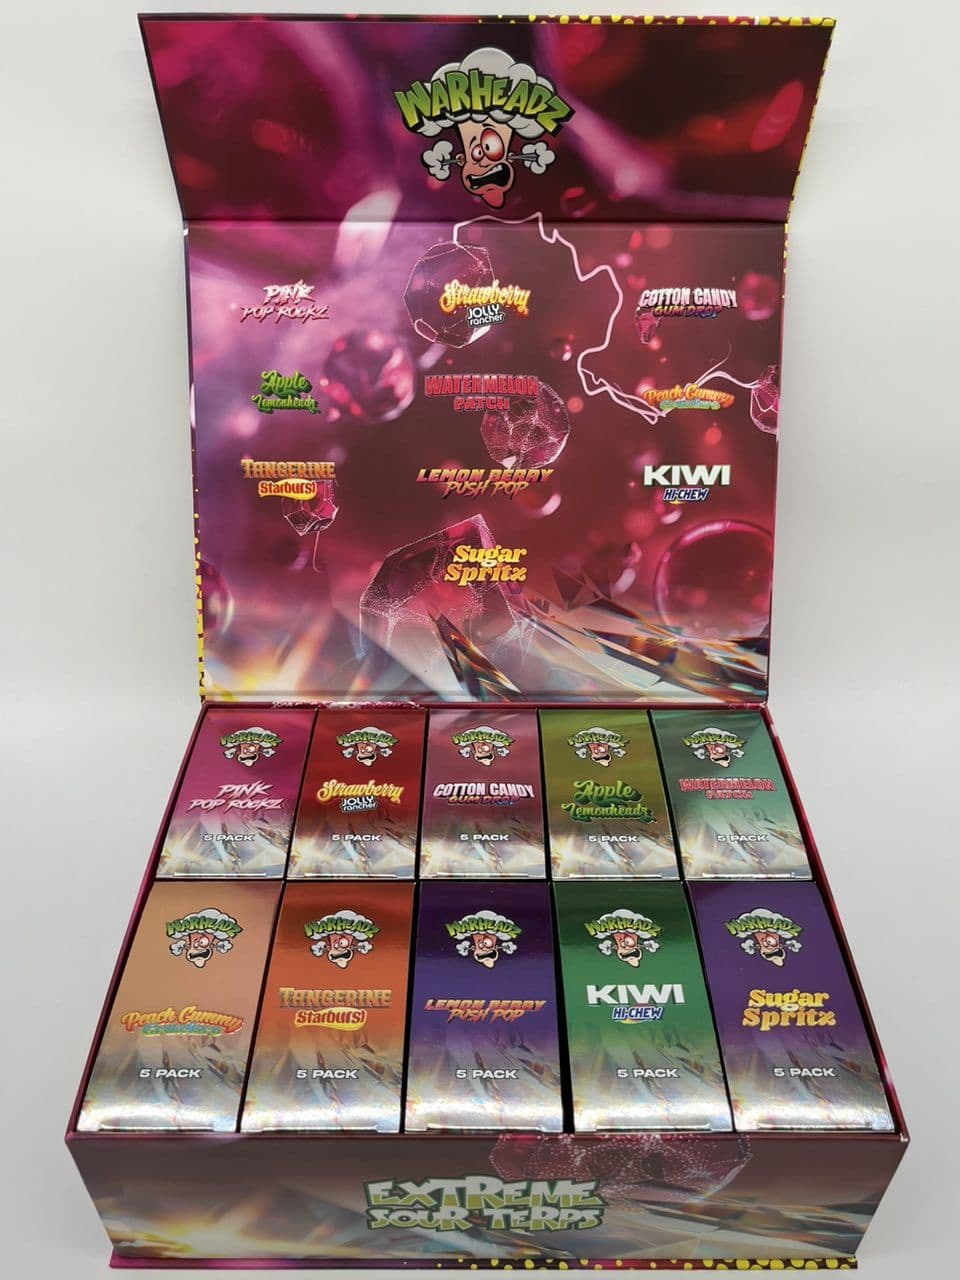 WARHEADZ
PINK
POP ROCKZ
Strawberry
JOLLY
rancher
COTTON CANDY
GUM DROP
Apple
Lemonheadz
WATERMELON
PATCH
Peach Gummy
TANGERINE
Starburst
LEMON BERRY
PUSH POP
KIWI
HI-CHEW
Sugar
Spritz
WARHEADZ
PINK
POP ROCKZ
5 PACK
WARHEADZ
Strawberry
JOLLY
rancher
5 PACK
WARHEADZ
COTTON CANDY
GUM DROP
5 PACK
WARHEADZ
Apple
Lemonheadz
5 PACK
WARHEADZ
WATERMELON
PATCH
5 PACK
WARHEADZ
Peach Gummy
5 PACK
WARHEADZ
TANGERINE
Starburst
5 PACK
WARHEADZ
LEMON BERRY
PUSH POP
5 PACK
WARHEADZ
KIWI
HI-CHEW
5 PACK
WARHEADZ
Sugar
Spritz
5 PACK
EXTREME
SOUR TERPS